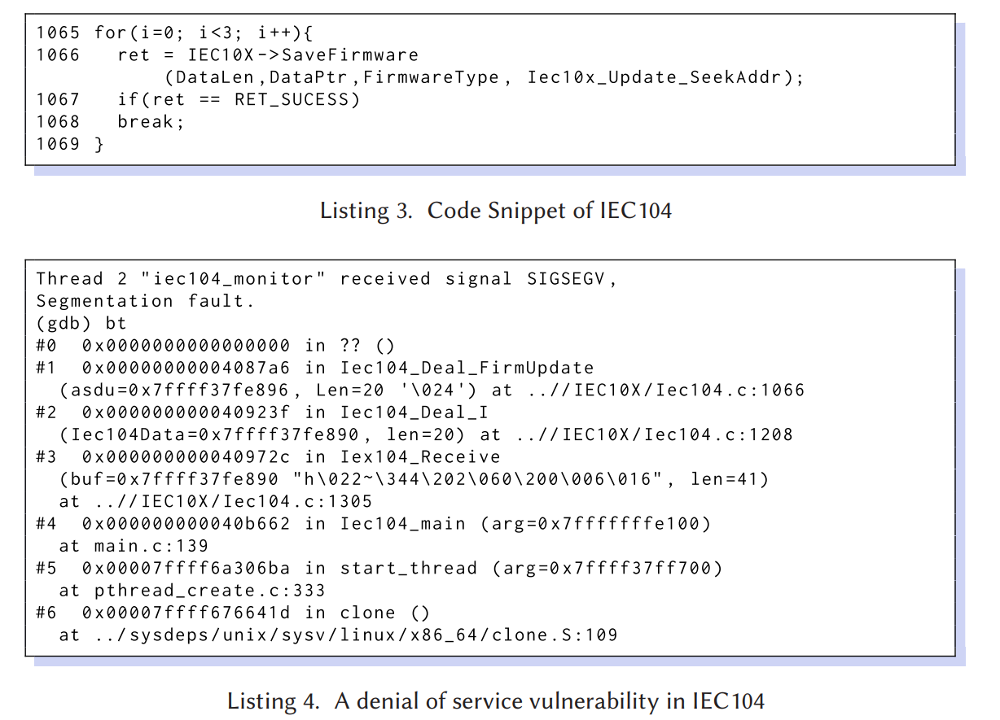 1065 for(i=0; i<3; i++){
1066   ret = IEC10X->SaveFirmware
           (DataLen,DataPtr,FirmwareType, Iec10x_Update_SeekAddr);
1067   if(ret == RET_SUCESS)
1068   break;
1069 }
Listing 3. Code Snippet of IEC104
Thread 2 "iec104_monitor" received signal SIGSEGV,
Segmentation fault.
(gdb) bt
#0  0x0000000000000000 in ?? ()
#1  0x00000000004087a6 in Iec104_Deal_FirmUpdate
  (asdu=0x7ffff37fe896, Len=20 '\024') at ..//IEC10X/Iec104.c:1066
#2  0x000000000040923f in Iec104_Deal_I
  (Iec104Data=0x7ffff37fe890, len=20) at ..//IEC10X/Iec104.c:1208
#3  0x000000000040972c in Iex104_Receive
  (buf=0x7ffff37fe890 "h\022~\344\202\060\200\006\016", len=41)
  at ..//IEC10X/Iec104.c:1305
#4  0x000000000040b662 in Iec104_main (arg=0x7fffffffe100)
  at main.c:139
#5  0x00007ffff6a306ba in start_thread (arg=0x7ffff37ff700)
  at pthread_create.c:333
#6  0x00007ffff676641d in clone ()
  at ../sysdeps/unix/sysv/linux/x86_64/clone.S:109
Listing 4. A denial of service vulnerability in IEC104